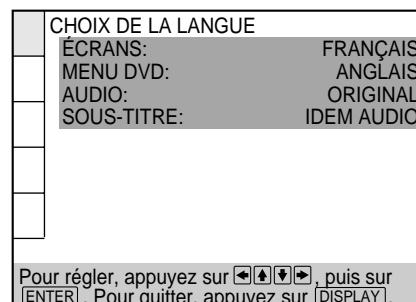 CHOIX DE LA LANGUE
ÉCRANS: FRANÇAIS
MENU DVD: ANGLAIS
AUDIO: ORIGINAL
SOUS-TITRE: IDEM AUDIO
Pour régler, appuyez sur ←↑↓→, puis sur
ENTER. Pour quitter, appuyez sur DISPLAY.